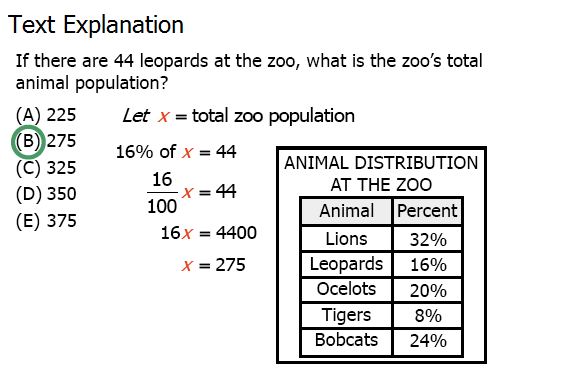 Text Explanation
If there are 44 leopards at the zoo, what is the zoo’s total
animal population?
(A) 225
(B) 275
(C) 325
(D) 350
(E) 375
Let x = total zoo population
16% of x = 44
16
100
x = 44
16x = 4400
x = 275
ANIMAL DISTRIBUTION
AT THE ZOO
Animal Percent
Lions 32%
Leopards 16%
Ocelots 20%
Tigers 8%
Bobcats 24%